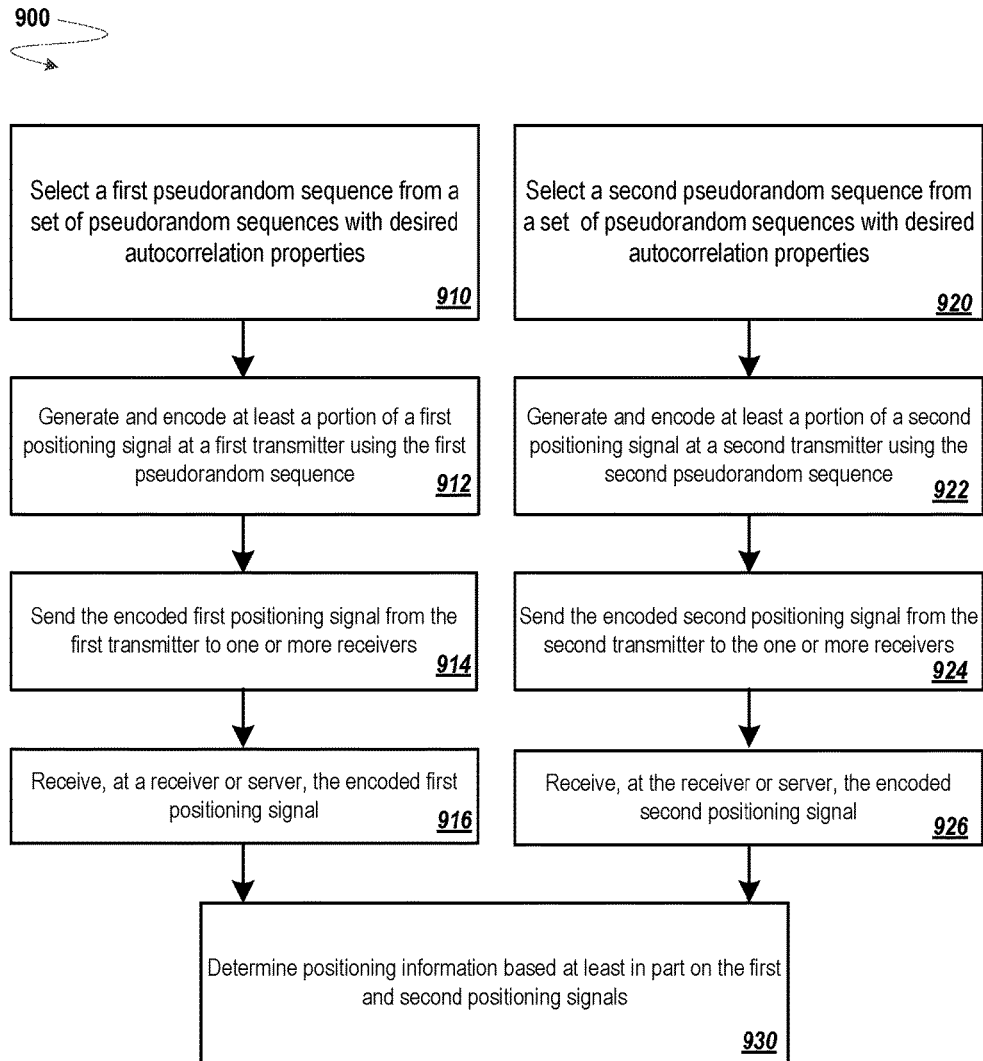 900
Select a first pseudorandom sequence from a
set of pseudorandom sequences with desired
autocorrelation properties
910
Select a second pseudorandom sequence from
a set of pseudorandom sequences with desired
autocorrelation properties
920
Generate and encode at least a portion of a first
positioning signal at a first transmitter using the first
pseudorandom sequence
912
Generate and encode at least a portion of a second
positioning signal at a second transmitter using the
second pseudorandom sequence
922
Send the encoded first positioning signal from the
first transmitter to one or more receivers
914
Send the encoded second positioning signal from the
second transmitter to the one or more receivers
924
Receive, at a receiver or server, the encoded first
positioning signal
916
Receive, at the receiver or server, the encoded
second positioning signal
926
Determine positioning information based at least in part on the first
and second positioning signals
930